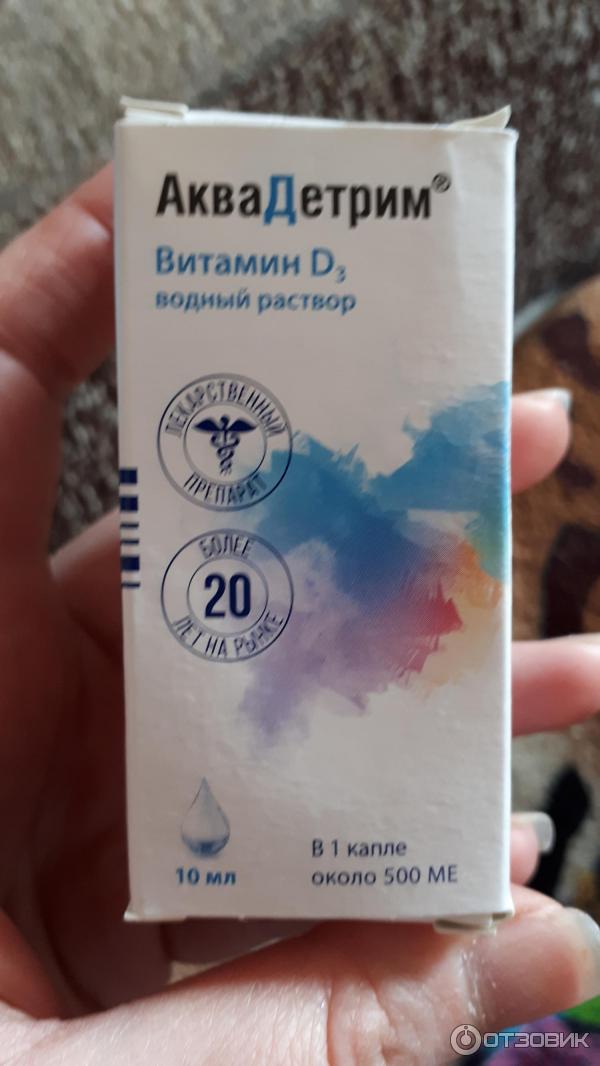 АкваДетрим®
Витамин D₃
водный раствор
ЛЕКАРСТВЕННЫЙ
ПРЕПАРАТ
БОЛЕЕ
20
ЛЕТ НА РЫНКЕ
10 мл
В 1 капле
около 500 МЕ
ОТЗОВИК